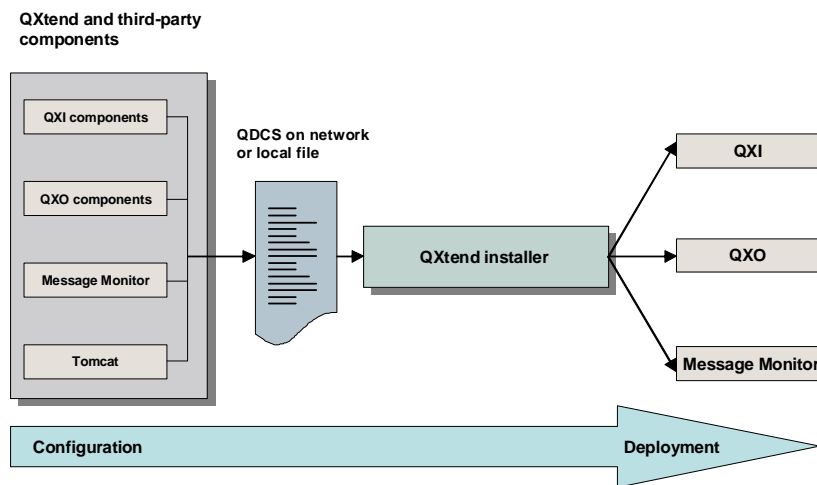 QXtend and third-party
components
QXI components
QXO components
Message Monitor
Tomcat
QDCS on network
or local file
QXtend installer
QXI
QXO
Message Monitor
Configuration
Deployment